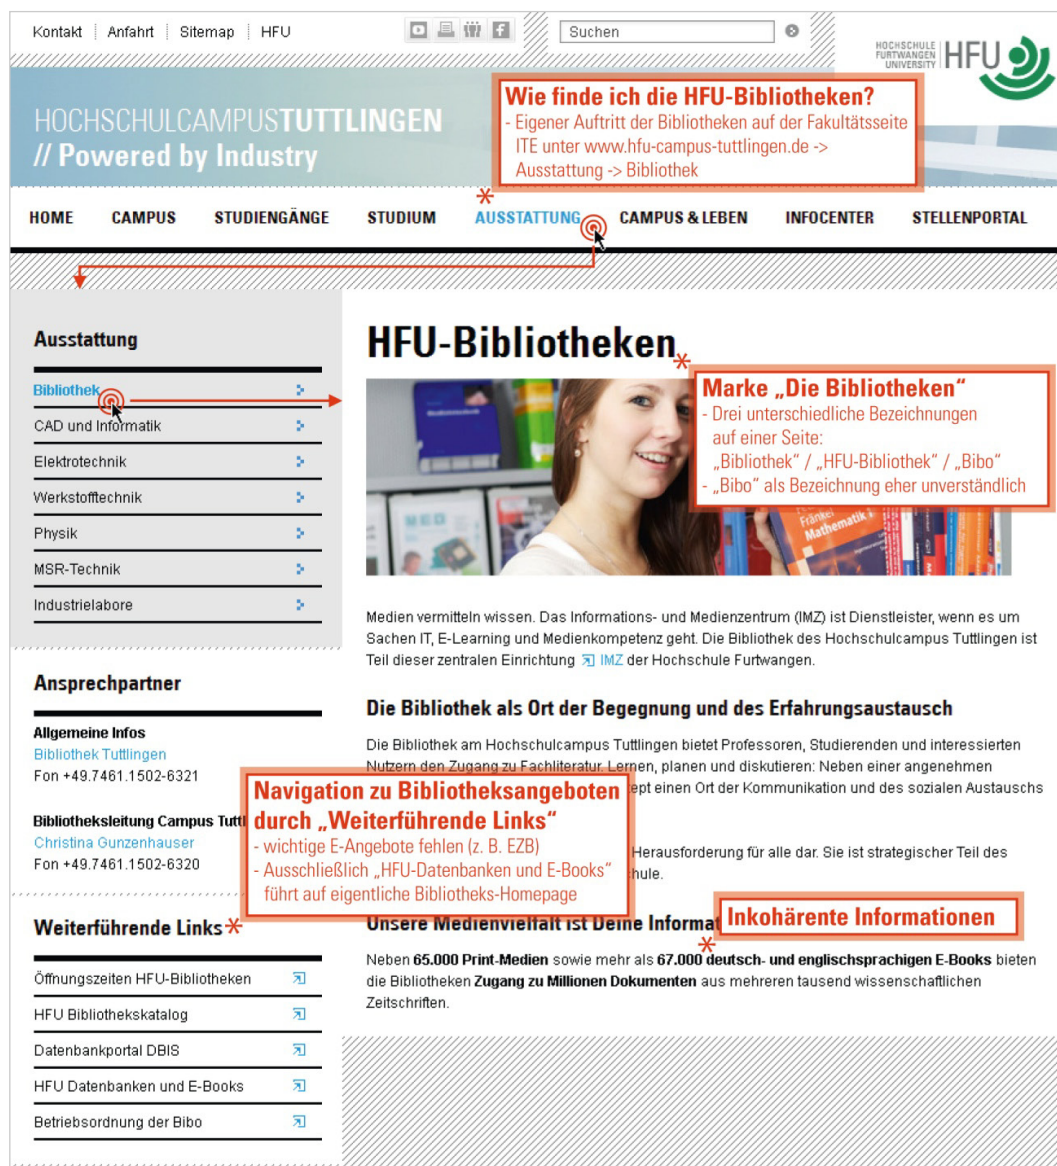 Kontakt Anfahrt Sitemap HFU
Suchen
HOCHSCHULE
FURTWANGEN
UNIVERSITY
HFU
HOCHSCHULCAMPUSTUTTLINGEN
// Powered by Industry
Wie finde ich die HFU-Bibliotheken?
- Eigener Auftritt der Bibliotheken auf der Fakultätsseite
ITE unter www.hfu-campus-tuttlingen.de ->
Ausstattung -> Bibliothek
HOME CAMPUS STUDIENGÄNGE STUDIUM AUSSTATTUNG CAMPUS & LEBEN INFOCENTER STELLENPORTAL
Ausstattung
Bibliothek
CAD und Informatik
Elektrotechnik
Werkstofftechnik
Physik
MSR-Technik
Industrielabore
HFU-Bibliotheken
Marke „Die Bibliotheken“
- Drei unterschiedliche Bezeichnungen
auf einer Seite:
„Bibliothek“ / „HFU-Bibliothek“ / „Bibo“
- „Bibo“ als Bezeichnung eher unverständlich
Fränkel
Mathematik 1
Medien vermitteln wissen. Das Informations- und Medienzentrum (IMZ) ist Dienstleister, wenn es um
Sachen IT, E-Learning und Medienkompetenz geht. Die Bibliothek des Hochschulcampus Tuttlingen ist
Teil dieser zentralen Einrichtung IMZ der Hochschule Furtwangen.
Ansprechpartner
Allgemeine Infos
Bibliothek Tuttlingen
Fon +49.7461.1502-6321
Bibliotheksleitung Campus Tuttl
Christina Gunzenhauser
Fon +49.7461.1502-6320
Die Bibliothek als Ort der Begegnung und des Erfahrungsaustausch
Die Bibliothek am Hochschulcampus Tuttlingen bietet Professoren, Studierenden und interessierten
Nutzern den Zugang zu Fachliteratur. Lernen, planen und diskutieren: Neben einer angenehmen
ept einen Ort der Kommunikation und des sozialen Austauschs
Herausforderung für alle dar. Sie ist strategischer Teil des
hule.
Navigation zu Bibliotheksangeboten
durch „Weiterführende Links“
- wichtige E-Angebote fehlen (z. B. EZB)
- Ausschließlich „HFU-Datenbanken und E-Books“
führt auf eigentliche Bibliotheks-Homepage
Weiterführende Links
Öffnungszeiten HFU-Bibliotheken
HFU Bibliothekskatalog
Datenbankportal DBIS
HFU Datenbanken und E-Books
Betriebsordnung der Bibo
Unsere Medienvielfalt ist Deine Informat
Inkohärente Informationen
Neben 65.000 Print-Medien sowie mehr als 67.000 deutsch- und englischsprachigen E-Books bieten
die Bibliotheken Zugang zu Millionen Dokumenten aus mehreren tausend wissenschaftlichen
Zeitschriften.